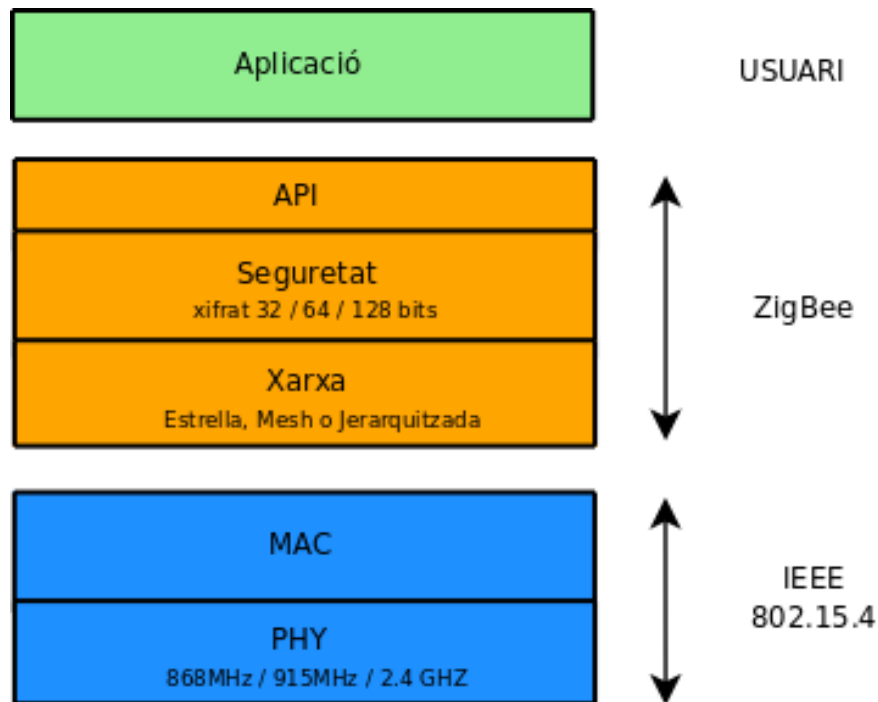 Aplicació
USUARI
API
Seguretat
xifrat 32 / 64 / 128 bits
ZigBee
Xarxa
Estrella, Mesh o Jerarquitzada
MAC
IEEE
802.15.4
PHY
868MHz / 915MHz / 2.4 GHZ